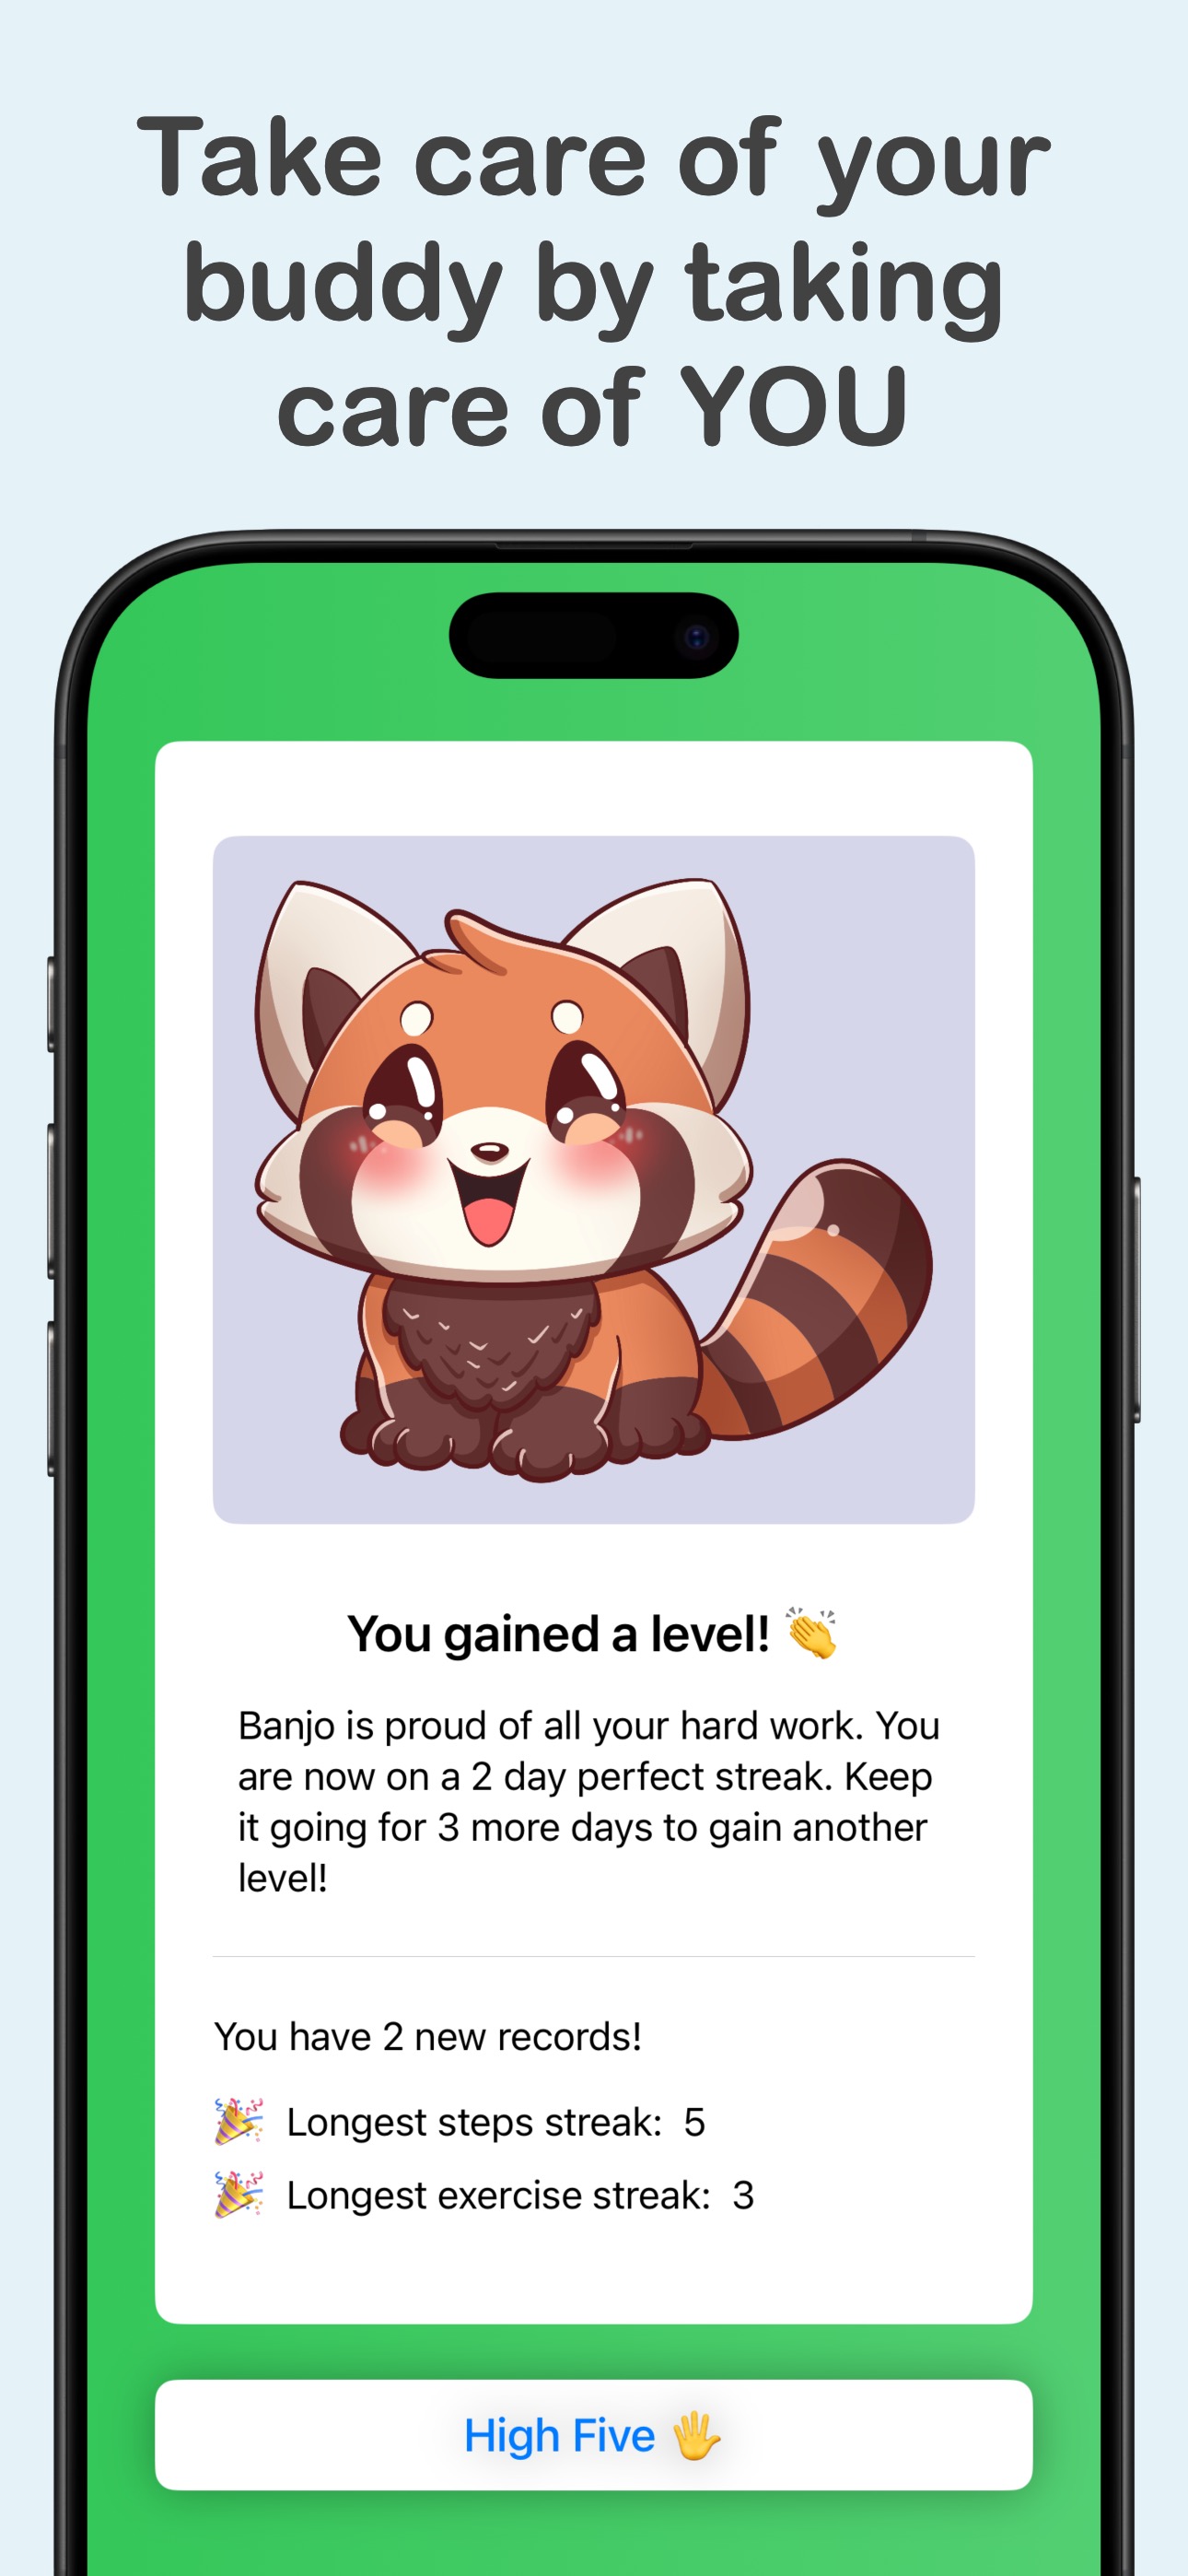 Take care of your
buddy by taking
care of YOU
You gained a level! 👏
Banjo is proud of all your hard work. You
are now on a 2 day perfect streak. Keep
it going for 3 more days to gain another
level!
You have 2 new records!
🎉 Longest steps streak: 5
🎉 Longest exercise streak: 3
High Five 🖐️